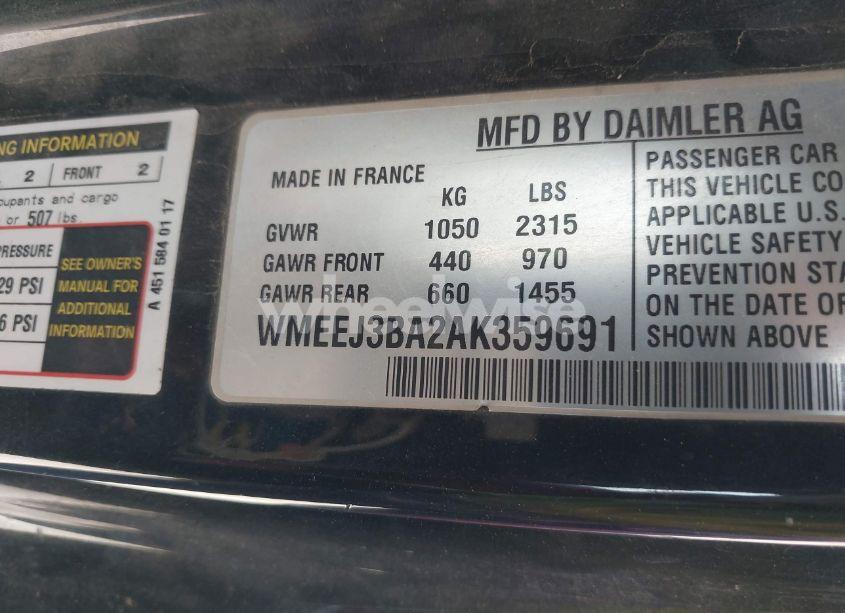 NG INFORMATION
2 FRONT 2
upants and cargo
or 507 lbs
PRESSURE
29 PSI
6 PSI
SEE OWNER'S
MANUAL FOR
ADDITIONAL
INFORMATION
A 451 584 01 17
MFD BY DAIMLER AG
MADE IN FRANCE
KG LBS
GVWR 1050 2315
GAWR FRONT 440 970
GAWR REAR 660 1455
WMEEJ3BA2AK359691
PASSENGER CAR
THIS VEHICLE CO
APPLICABLE U.S.
VEHICLE SAFETY
PREVENTION STA
ON THE DATE OF
SHOWN ABOVE
wheelwise